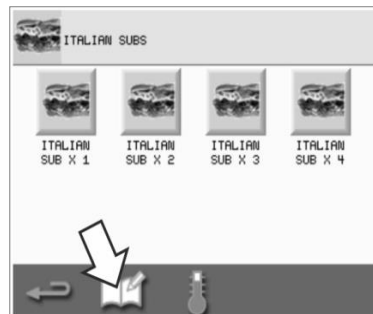 ITALIAN SUBS
ITALIAN SUB X 1
ITALIAN SUB X 2
ITALIAN SUB X 3
ITALIAN SUB X 4